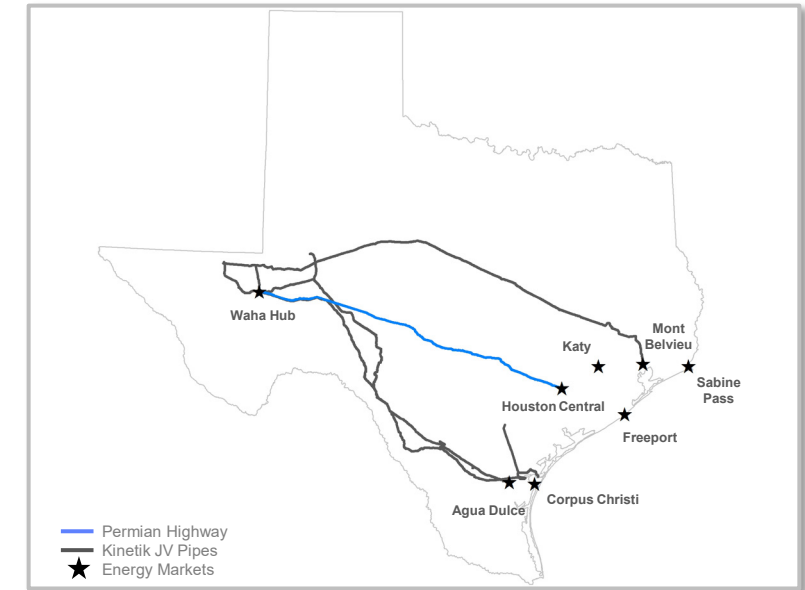 Waha Hub
Katy
Mont
Belvieu
Sabine
Pass
Houston Central
Freeport
Agua Dulce
Corpus Christi
Permian Highway
Kinetik JV Pipes
Energy Markets